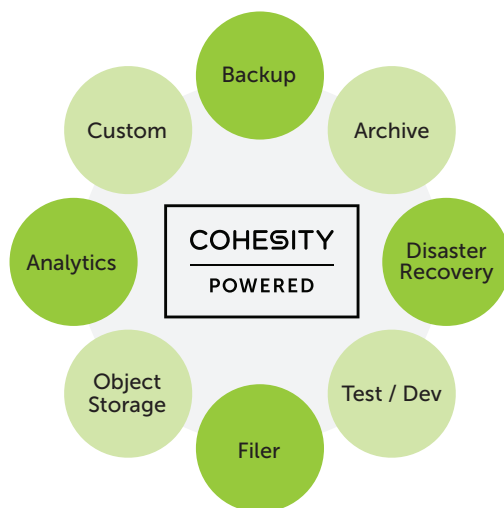 Backup
Custom
Archive
COHESITY
POWERED
Analytics
Disaster
Recovery
Object
Storage
Test / Dev
Filer